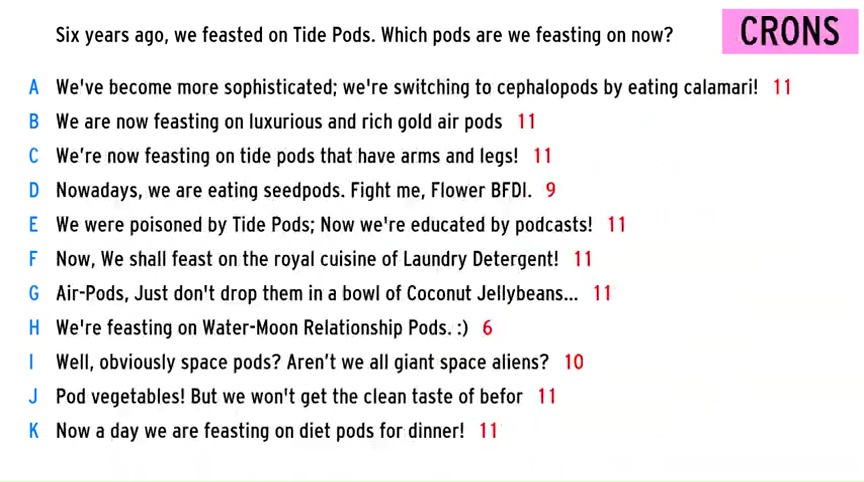 Six years ago, we feasted on Tide Pods. Which pods are we feasting on now?
CRONS
A We've become more sophisticated; we're switching to cephalopods by eating calamari! 11
B We are now feasting on luxurious and rich gold air pods 11
C We're now feasting on tide pods that have arms and legs! 11
D Nowadays, we are eating seedpods. Fight me, Flower BFDI. 9
E We were poisoned by Tide Pods; Now we're educated by podcasts! 11
F Now, We shall feast on the royal cuisine of Laundry Detergent! 11
G Air-Pods, Just don't drop them in a bowl of Coconut Jellybeans... 11
H We're feasting on Water-Moon Relationship Pods. :) 6
I Well, obviously space pods? Aren't we all giant space aliens? 10
J Pod vegetables! But we won't get the clean taste of befor 11
K Now a day we are feasting on diet pods for dinner! 11